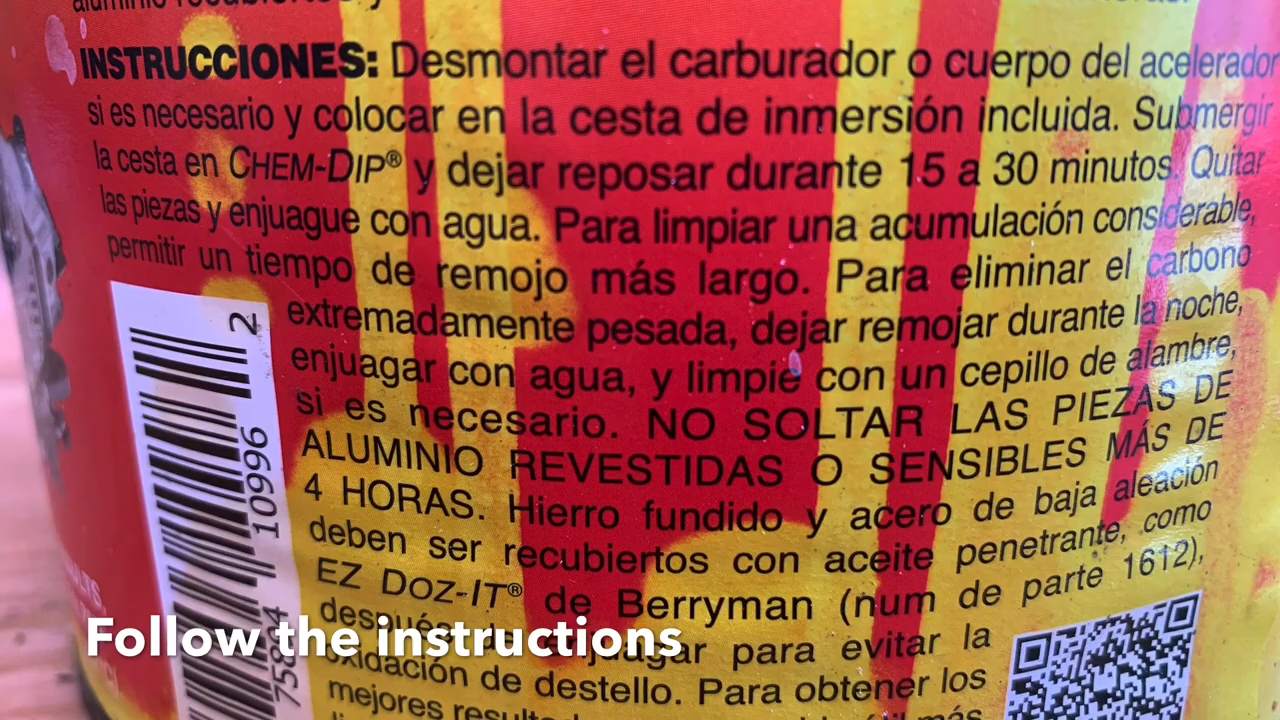 INSTRUCCIONES: Desmontar el carburador o cuerpo del acelerador
si es necesario y colocar en la cesta de inmersión incluida. Submergir
la cesta en CHEM-DIP® y dejar reposar durante 15 a 30 minutos. Quitar
las piezas y enjuague con agua. Para limpiar una acumulación considerable,
permitir un tiempo de remojo más largo. Para eliminar el carbono
extremadamente pesada, dejar remojar durante la noche,
enjuagar con agua, y limpie con un cepillo de alambre,
si es necesario. NO SOLTAR LAS PIEZAS DE
ALUMINIO REVESTIDAS O SENSIBLES MÁS DE
4 HORAS. Hierro fundido y acero de baja aleación
deben ser recubiertos con aceite penetrante, como
EZ DOZ-IT® de Berryman (num de parte 1612),
para evitar la
oxidación de destello. Para obtener los
mejores
más
2
10996
Follow the instructions